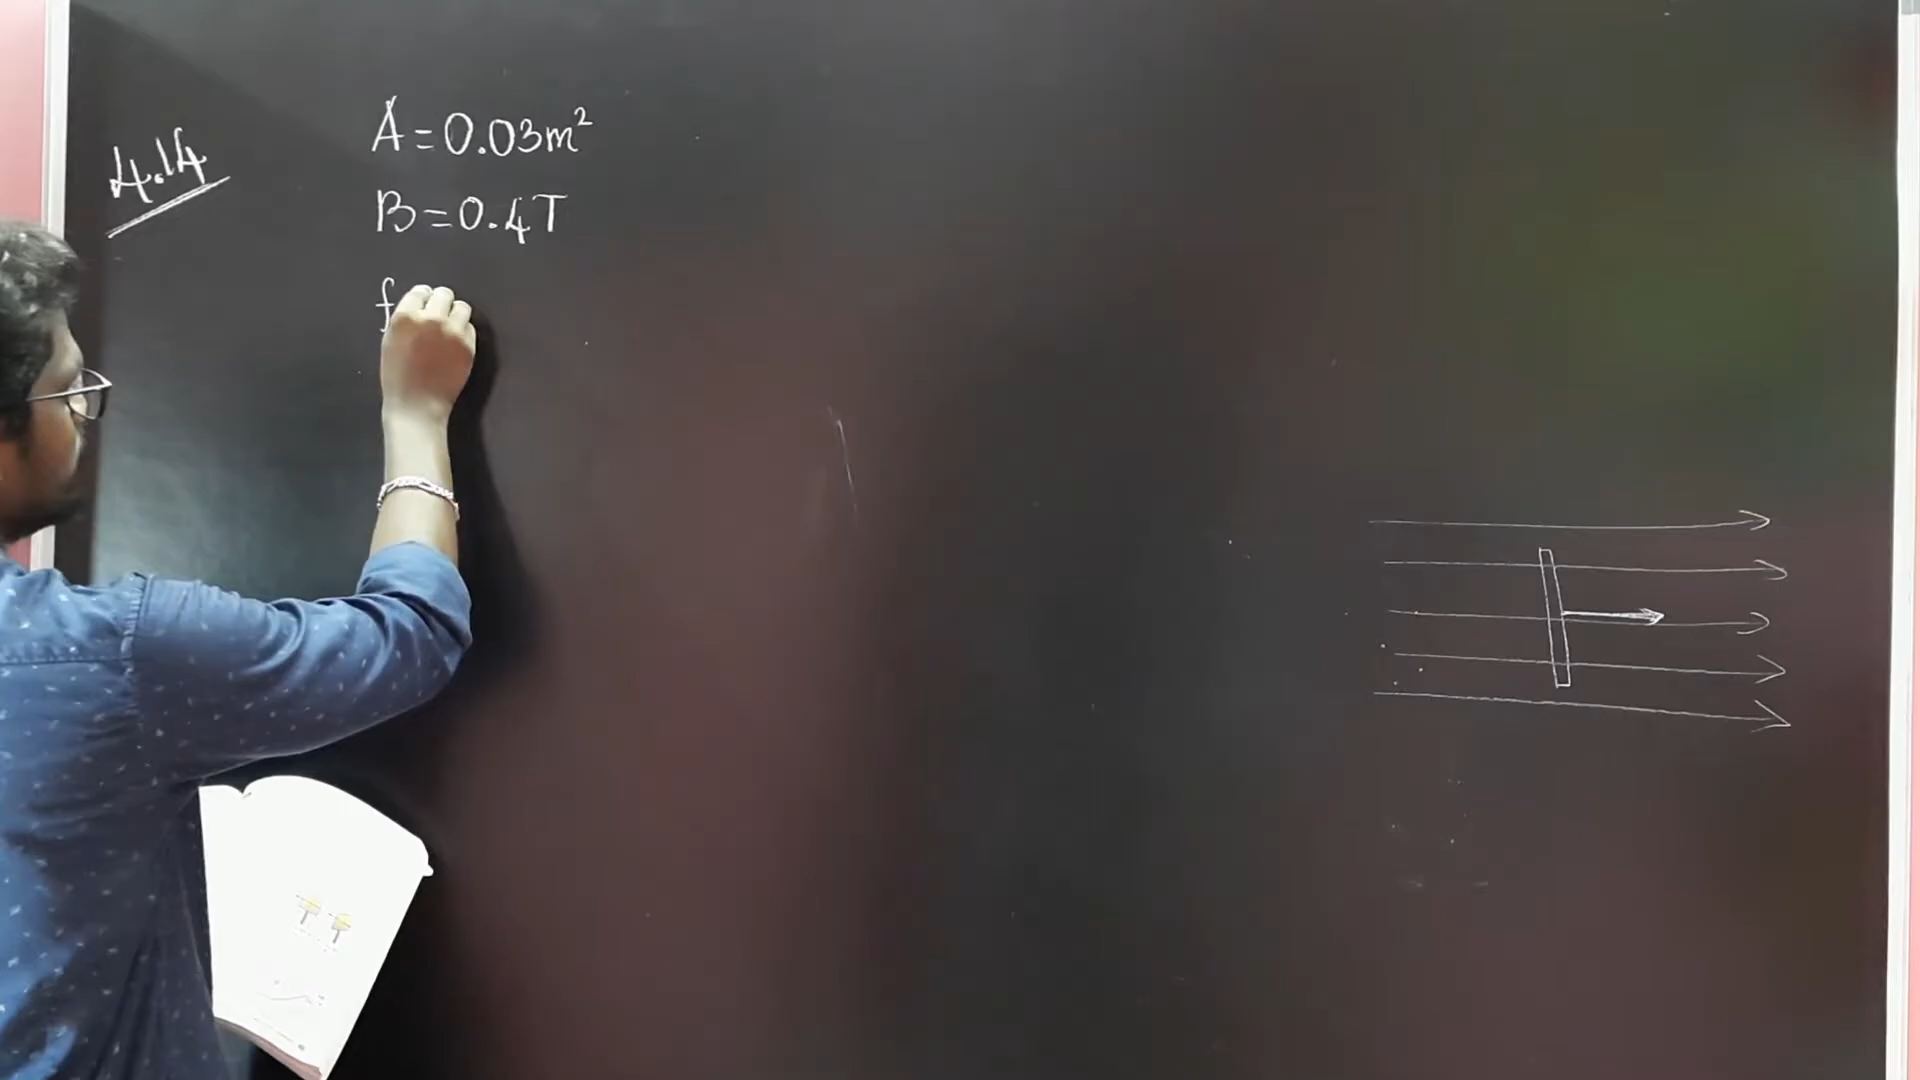 4.14
A = 0.03m²
B = 0.4T
f